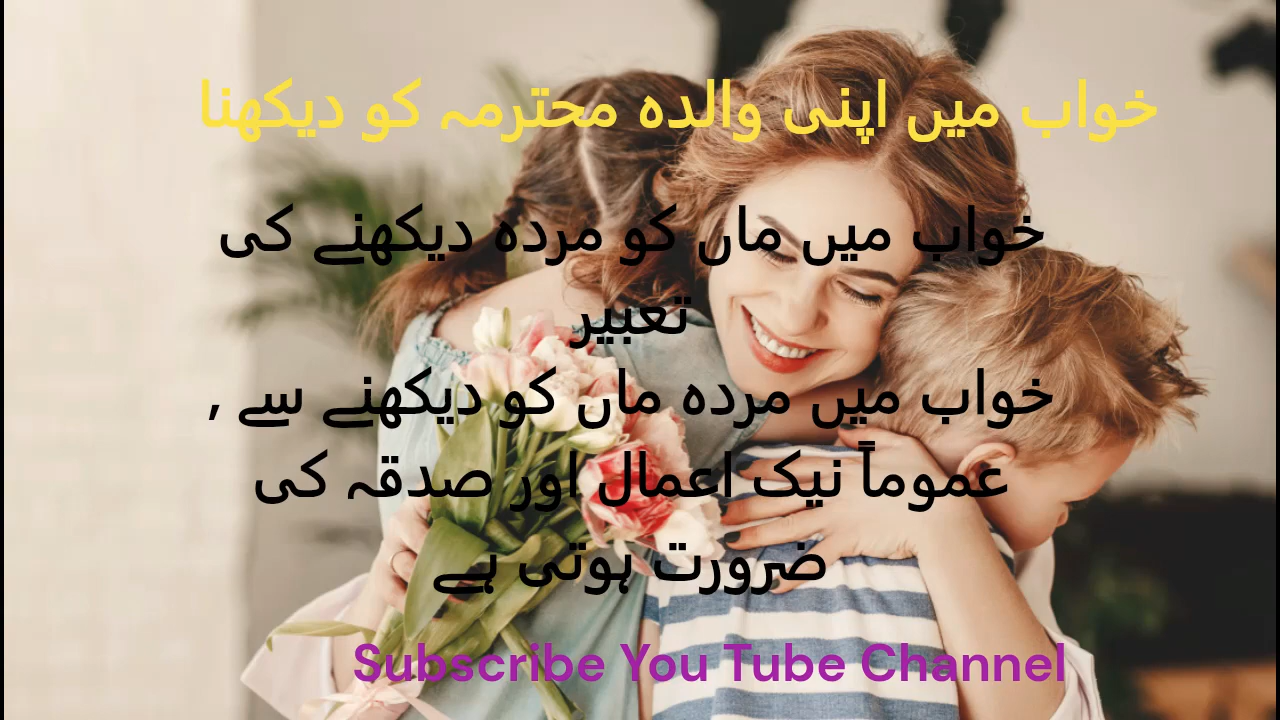 خواب میں اپنی والدہ محترمہ کو دیکھنا
خواب میں ماں کو مردہ دیکھنے کی
تعبیر
خواب میں مردہ ماں کو دیکھنے سے ,
عموماً نیک اعمال اور صدقہ کی
ضرورت ہوتی ہے
Subscribe You Tube Channel